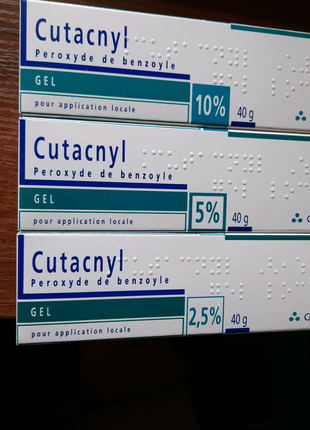 Cutacnyl
Peroxyde de benzoyle
GEL
10%
pour application locale
40 g
Cutacnyl
Peroxyde de benzoyle
GEL
5%
pour application locale
40 g
Cutacnyl
Peroxyde de benzoyle
GEL
2,5%
pour application locale
40 g